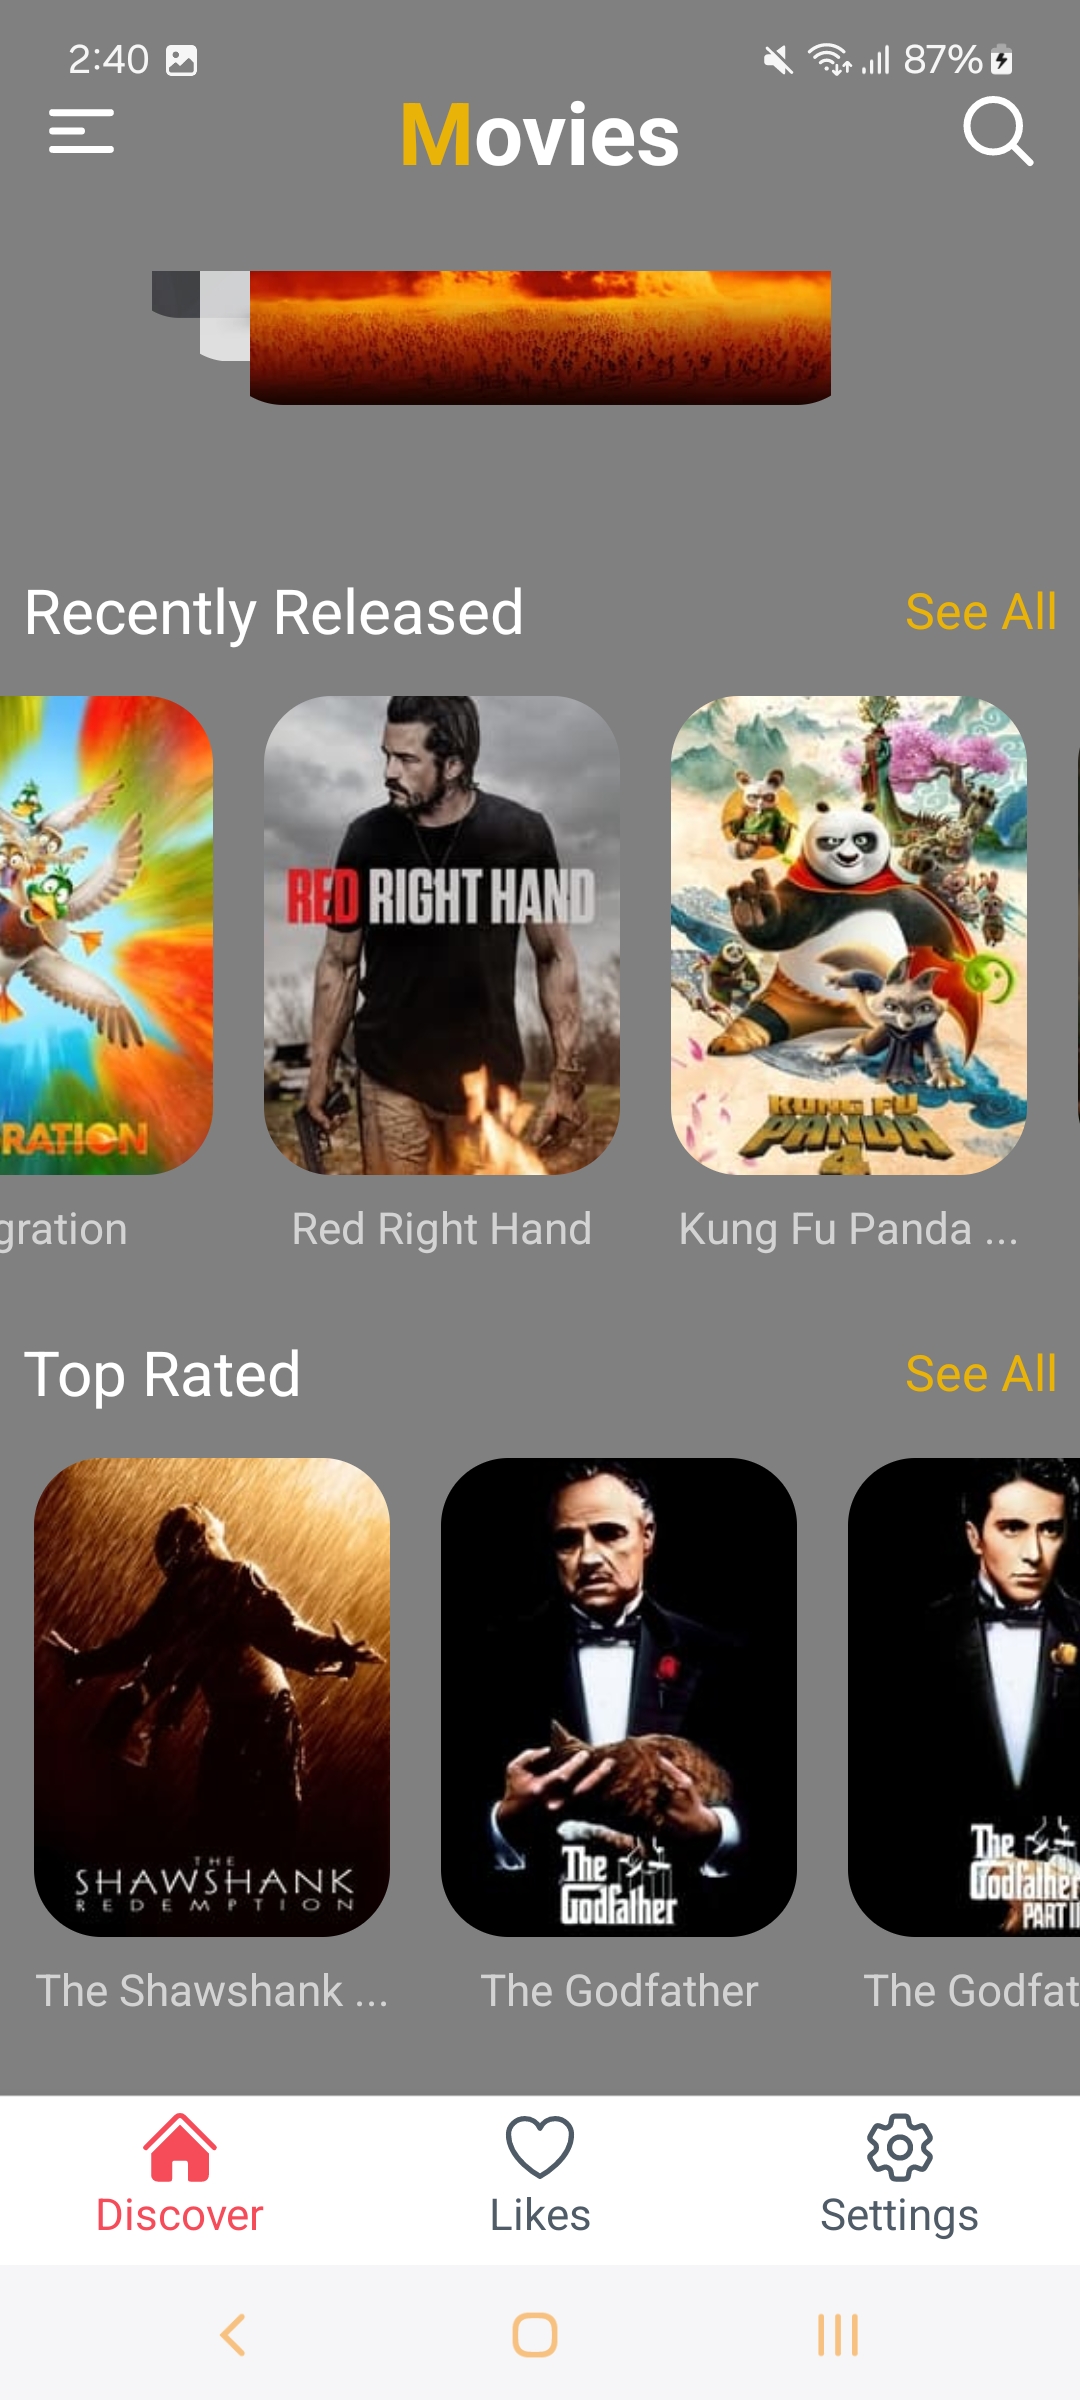 2:40
87%
Movies
Recently Released
See All
RATION
RED RIGHT HAND
KUNG FU
PANDA
4
gration
Red Right Hand
Kung Fu Panda ...
Top Rated
See All
THE
SHAWSHANK
REDEMPTION
The
Godfather
The
Godfather
PART II
The Shawshank ...
The Godfather
The Godfat
Discover
Likes
Settings